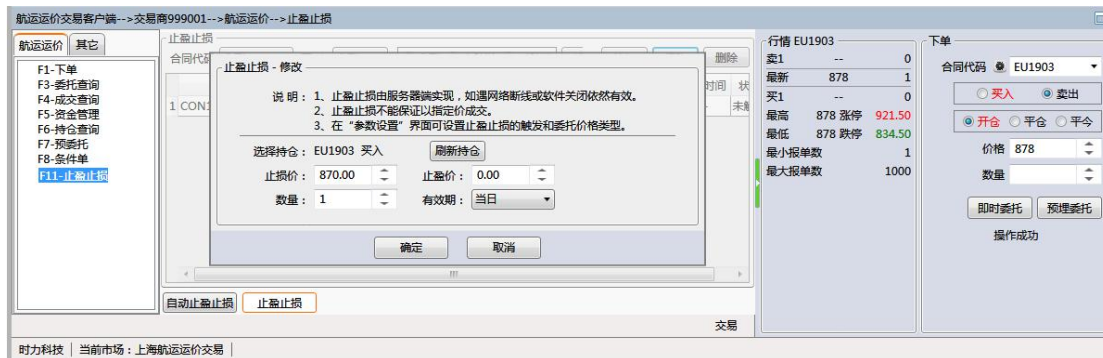 航运运价交易客户端-->交易商999001-->航运运价-->止盈止损
航运运价 其它
F1-下单
F3-委托查询
F4-成交查询
F5-资金管理
F6-持仓查询
F7-预委托
F8-条件单
F11-止盈止损
止盈止损
合同代码
删除
时间 状
1 CON1
未触
止盈止损 - 修改
说 明： 1、止盈止损由服务器端实现，如遇网络断线或软件关闭依然有效。
2、止盈止损不能保证以指定价成交。
3、在“参数设置”界面可设置止盈止损的触发和委托价格类型。
选择持仓： EU1903 买入 刷新持仓
止损价： 870.00 止盈价： 0.00
数量： 1 有效期： 当日
确定 取消
自动止盈止损 止盈止损
交易
时力科技 当前市场：上海航运运价交易
行情 EU1903
卖1 -- 0
最新 878 1
买1 -- 0
最高 878 涨停 921.50
最低 878 跌停 834.50
最小报单数 1
最大报单数 1000
下单
合同代码 EU1903
买入 卖出
开仓 平仓 平今
价格 878
数量
即时委托 预埋委托
操作成功